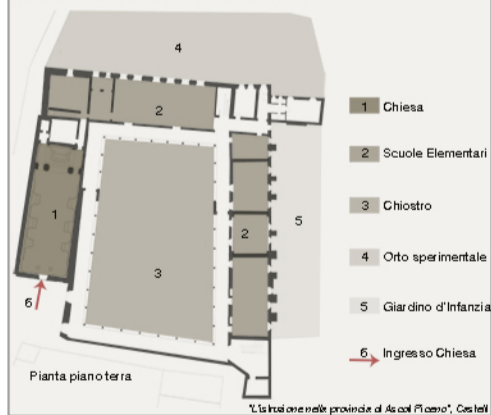 4
2
1
2
5
3
6
Pianta piano terra
1 Chiesa
2 Scuole Elementari
3 Chiostro
4 Orto sperimentale
5 Giardino d'Infanzia
6 Ingresso Chiesa
"L'istruzione nella provincia di Ascoli Piceno", Castell